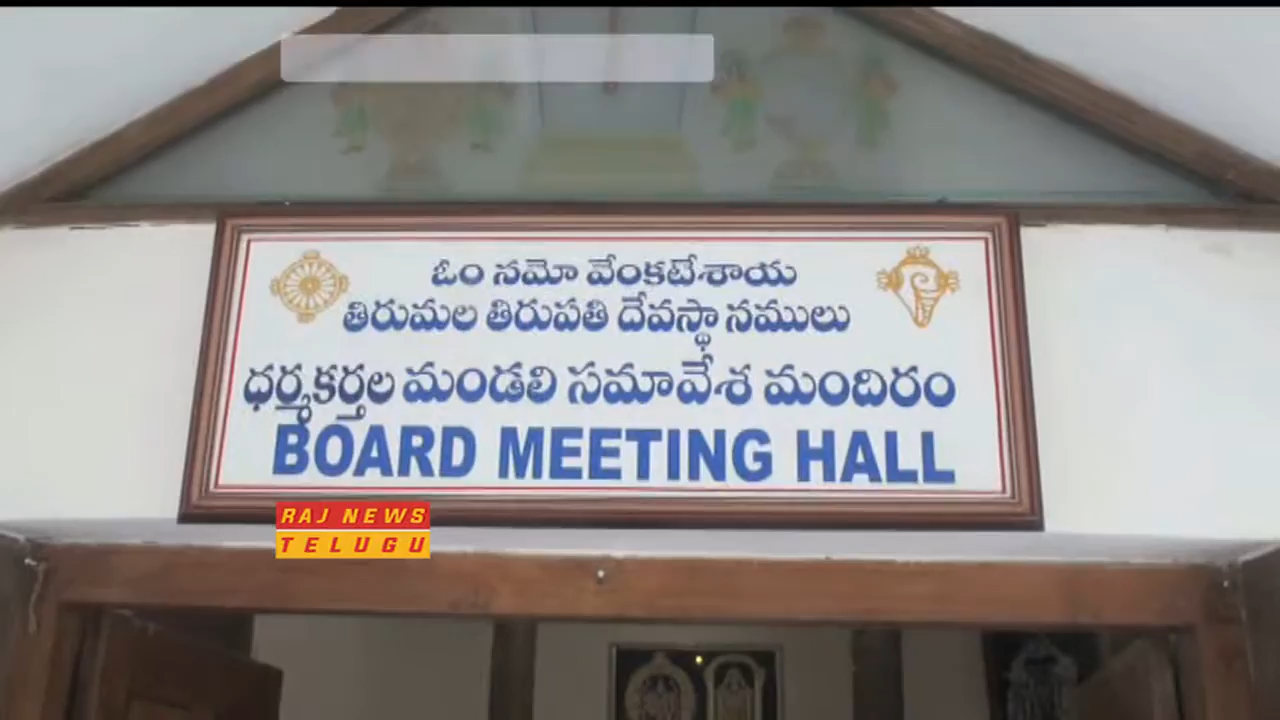 ఓం నమో వేంకటేశాయ
తిరుమల తిరుపతి దేవస్థానములు
ధర్మకర్తల మండలి సమావేశ మందిరం
BOARD MEETING HALL
RAJ NEWS
TELUGU